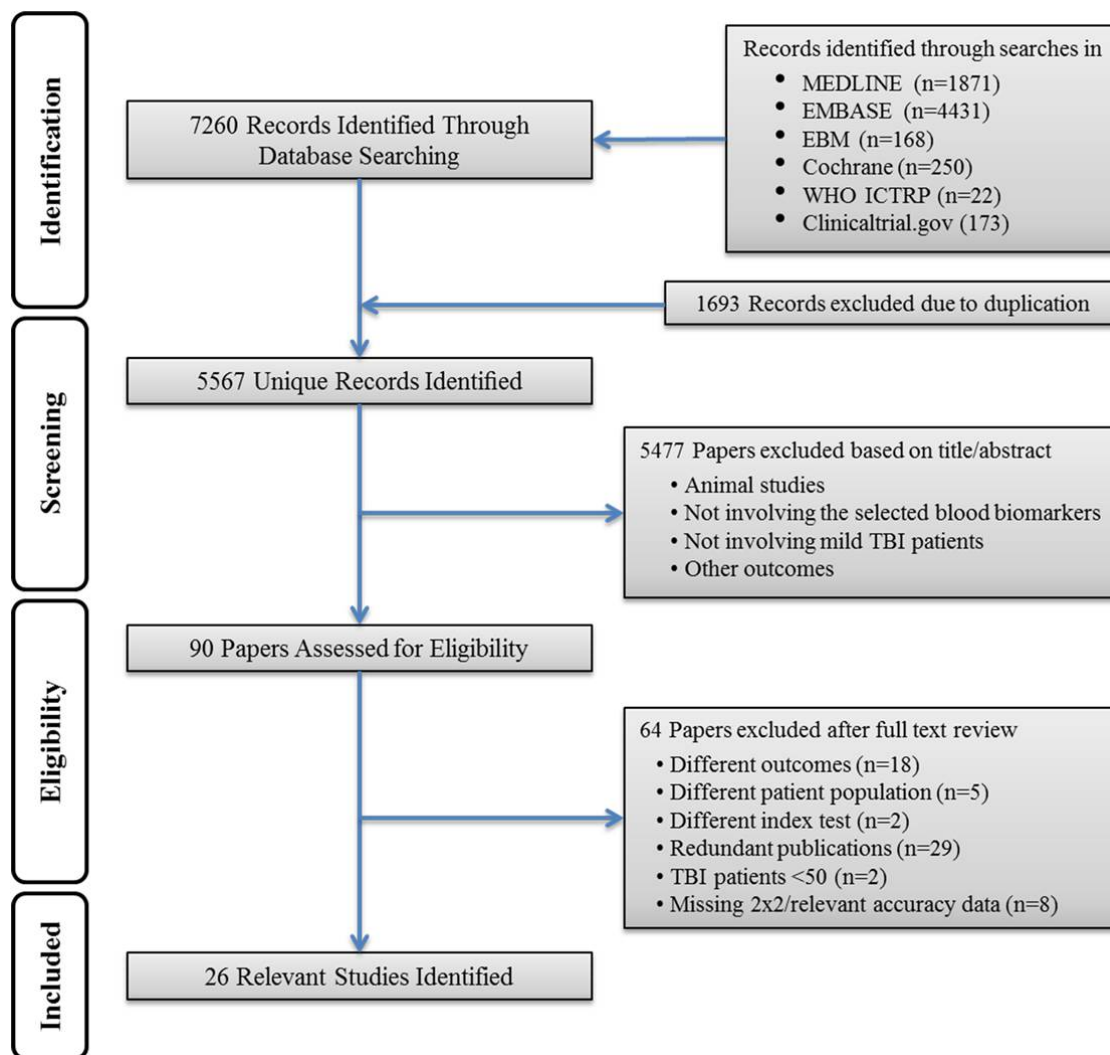 Identification
Records identified through searches in
• MEDLINE (n=1871)
• EMBASE (n=4431)
• EBM (n=168)
• Cochrane (n=250)
• WHO ICTRP (n=22)
• Clinicaltrial.gov (173)
7260 Records Identified Through
Database Searching
1693 Records excluded due to duplication
Screening
5567 Unique Records Identified
5477 Papers excluded based on title/abstract
• Animal studies
• Not involving the selected blood biomarkers
• Not involving mild TBI patients
• Other outcomes
Eligibility
90 Papers Assessed for Eligibility
64 Papers excluded after full text review
• Different outcomes (n=18)
• Different patient population (n=5)
• Different index test (n=2)
• Redundant publications (n=29)
• TBI patients <50 (n=2)
• Missing 2x2/relevant accuracy data (n=8)
Included
26 Relevant Studies Identified